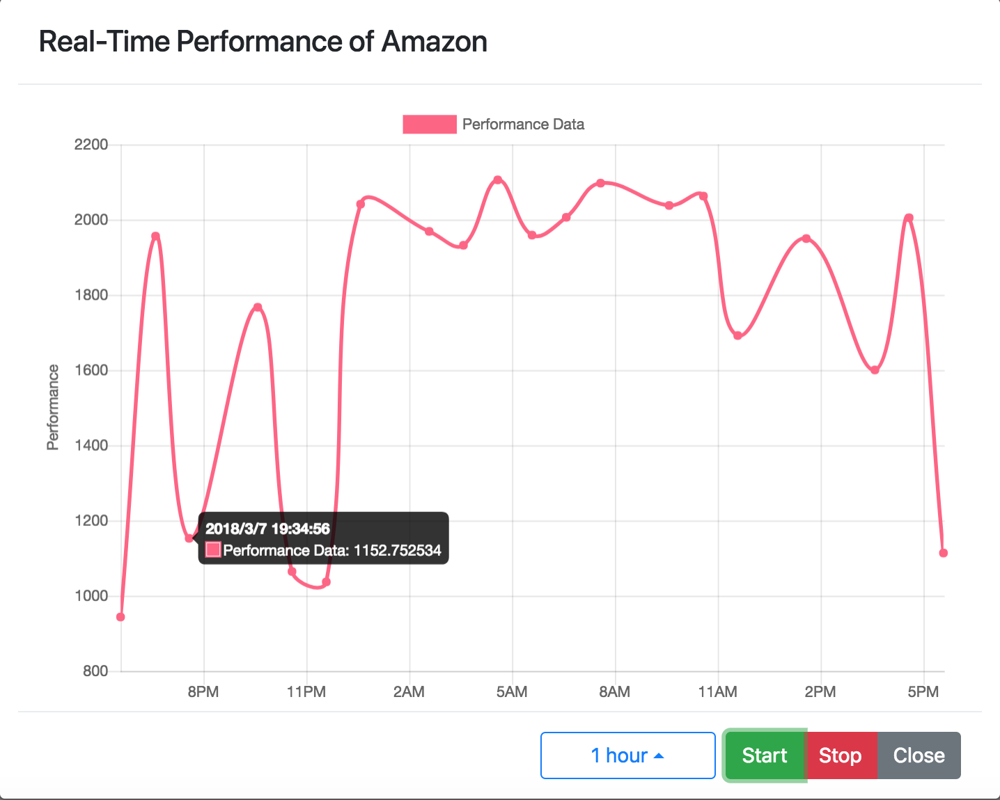 Real-Time Performance of Amazon
Performance Data
2200
2000
1800
1600
1400
1200
1000
800
Performance
2018/3/7 19:34:56
Performance Data: 1152.752534
8PM 11PM 2AM 5AM 8AM 11AM 2PM 5PM
1 hour Start Stop Close